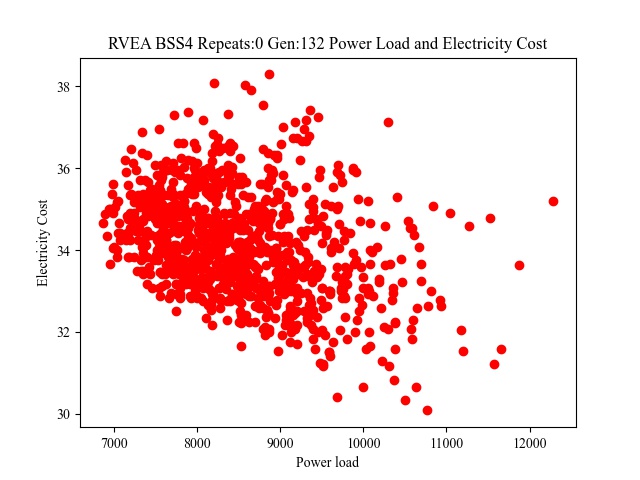 RVEA BSS4 Repeats:0 Gen:132 Power Load and Electricity Cost
38
36
34
32
30
Electricity Cost
7000 8000 9000 10000 11000 12000
Power load